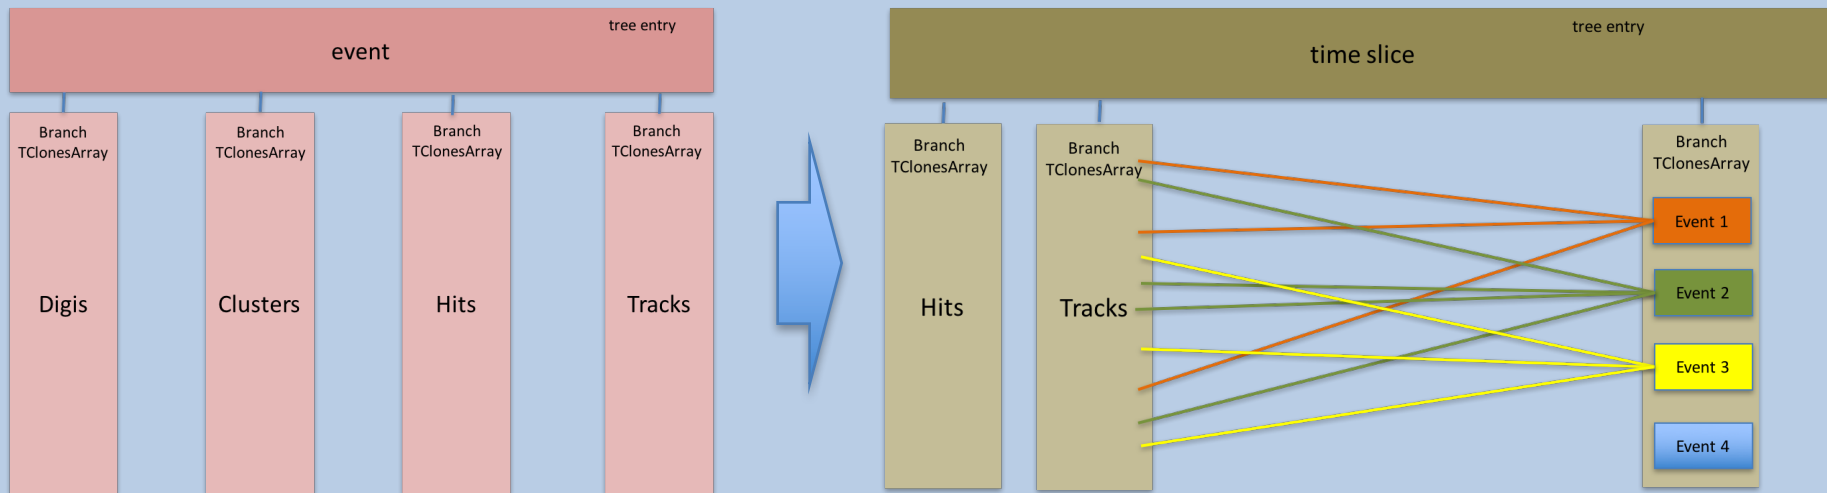 tree entry
event
Branch
TClonesArray
Digis
Branch
TClonesArray
Clusters
Branch
TClonesArray
Hits
Branch
TClonesArray
Tracks
tree entry
time slice
Branch
TClonesArray
Hits
Branch
TClonesArray
Tracks
Branch
TClonesArray
Event 1
Event 2
Event 3
Event 4